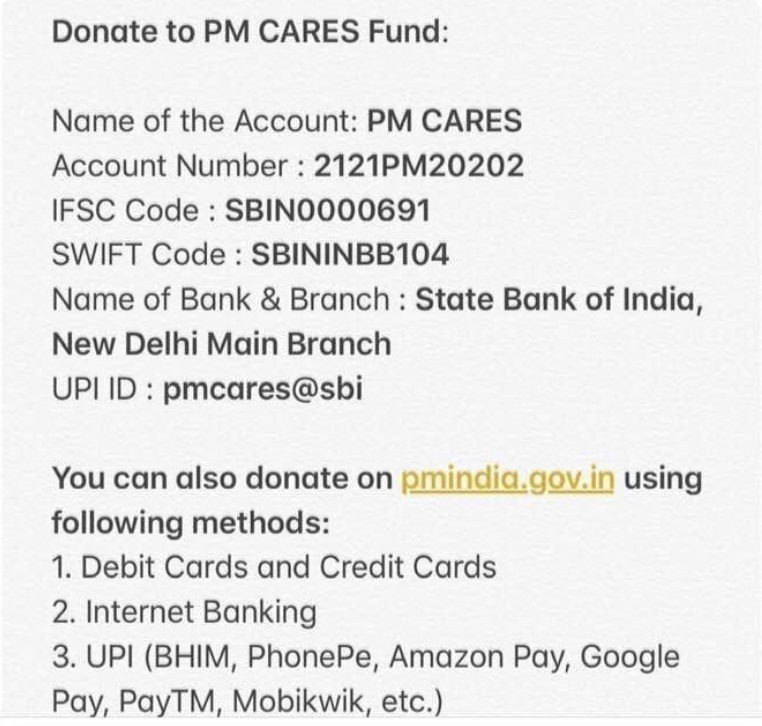 Donate to PM CARES Fund:
Name of the Account: PM CARES
Account Number : 2121PM20202
IFSC Code : SBIN0000691
SWIFT Code : SBININBB104
Name of Bank & Branch : State Bank of India,
New Delhi Main Branch
UPI ID : pmcares@sbi
You can also donate on pmindia.gov.in using
following methods:
1. Debit Cards and Credit Cards
2. Internet Banking
3. UPI (BHIM, PhonePe, Amazon Pay, Google
Pay, PayTM, Mobikwik, etc.)